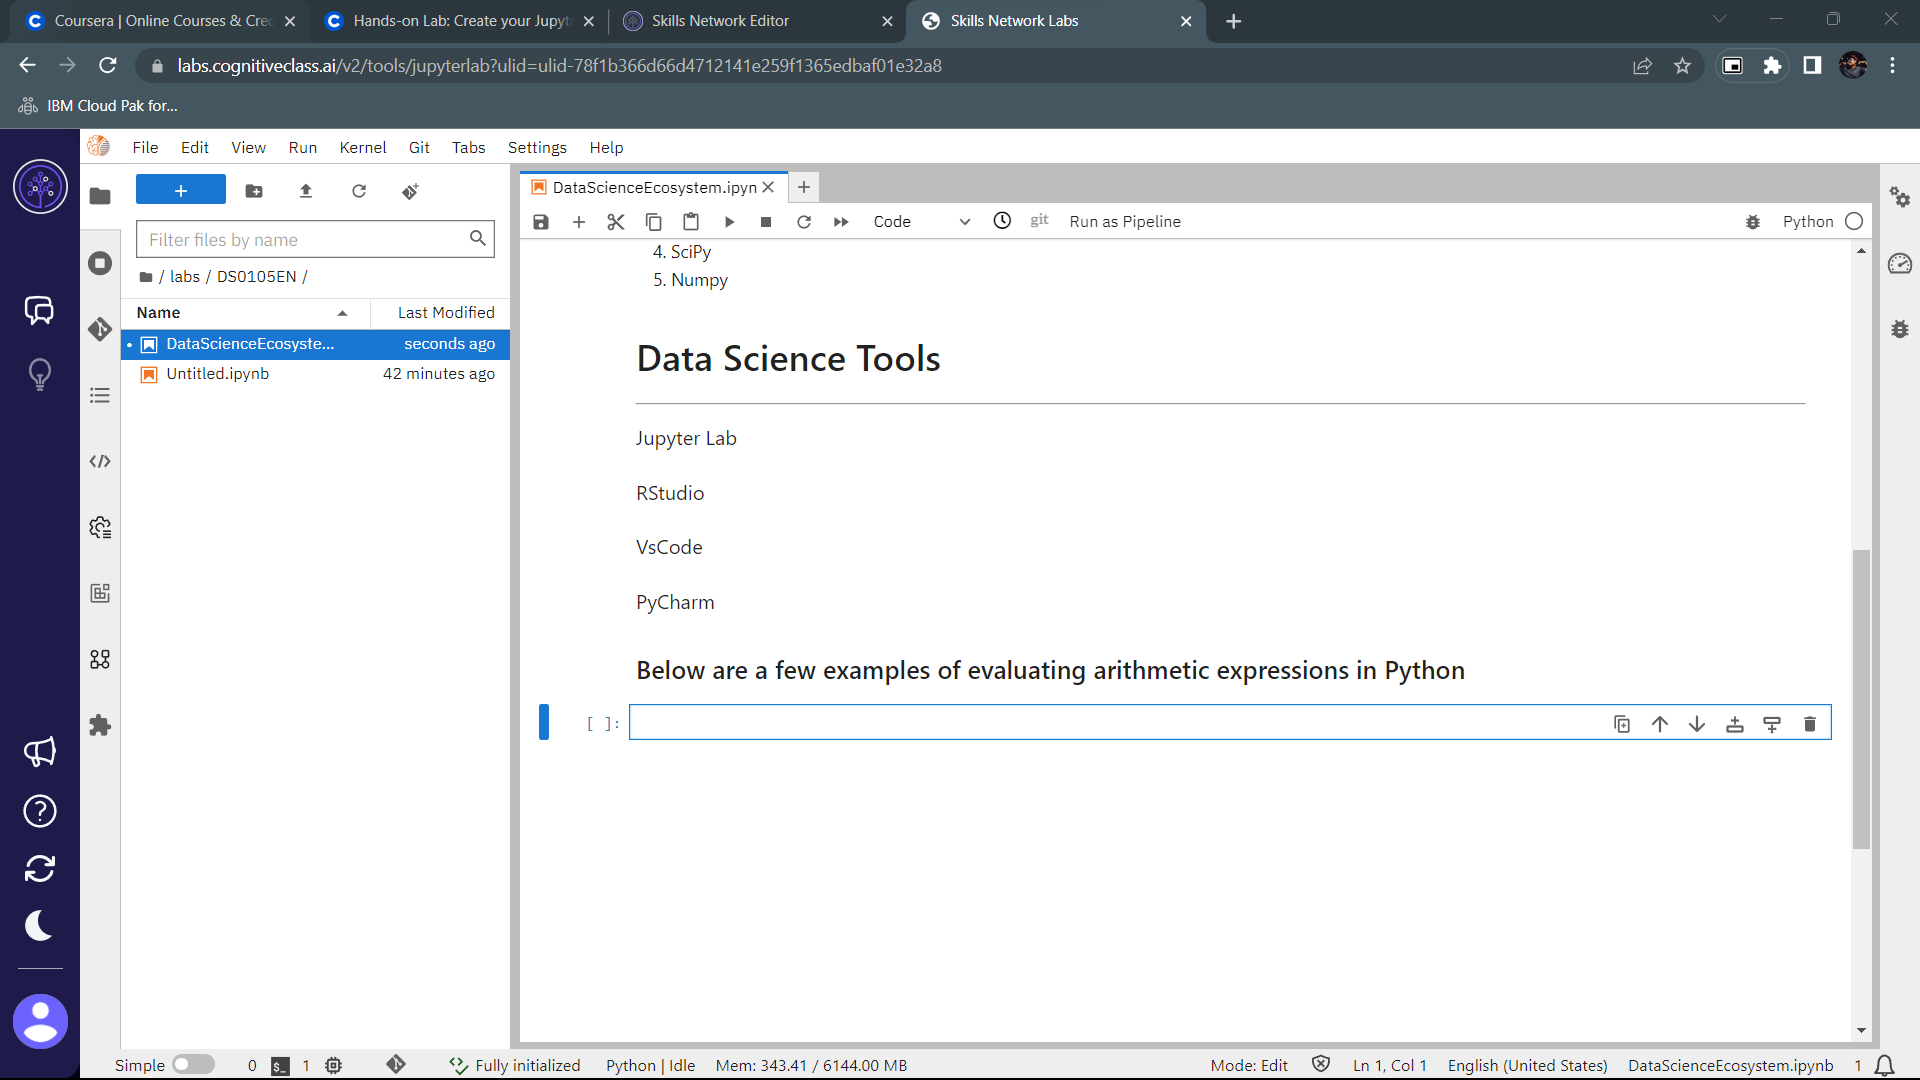 Coursera | Online Courses & Cre
Hands-on Lab: Create your Jupyt
Skills Network Editor
Skills Network Labs
labs.cognitiveclass.ai/v2/tools/jupyterlab?ulid=ulid-78f1b366d66d4712141e259f1365edbaf01e32a8
IBM Cloud Pak for...
File Edit View Run Kernel Git Tabs Settings Help
Filter files by name
/ labs / DS0105EN /
Name Last Modified
DataScienceEcosyste... seconds ago
Untitled.ipynb 42 minutes ago
DataScienceEcosystem.ipyn
Code git Run as Pipeline Python
4. SciPy
5. Numpy
Data Science Tools
Jupyter Lab
RStudio
VsCode
PyCharm
Below are a few examples of evaluating arithmetic expressions in Python
[ ]:
Simple 0 $_ 1 Fully initialized Python | Idle Mem: 343.41 / 6144.00 MB Mode: Edit Ln 1, Col 1 English (United States) DataScienceEcosystem.ipynb 1